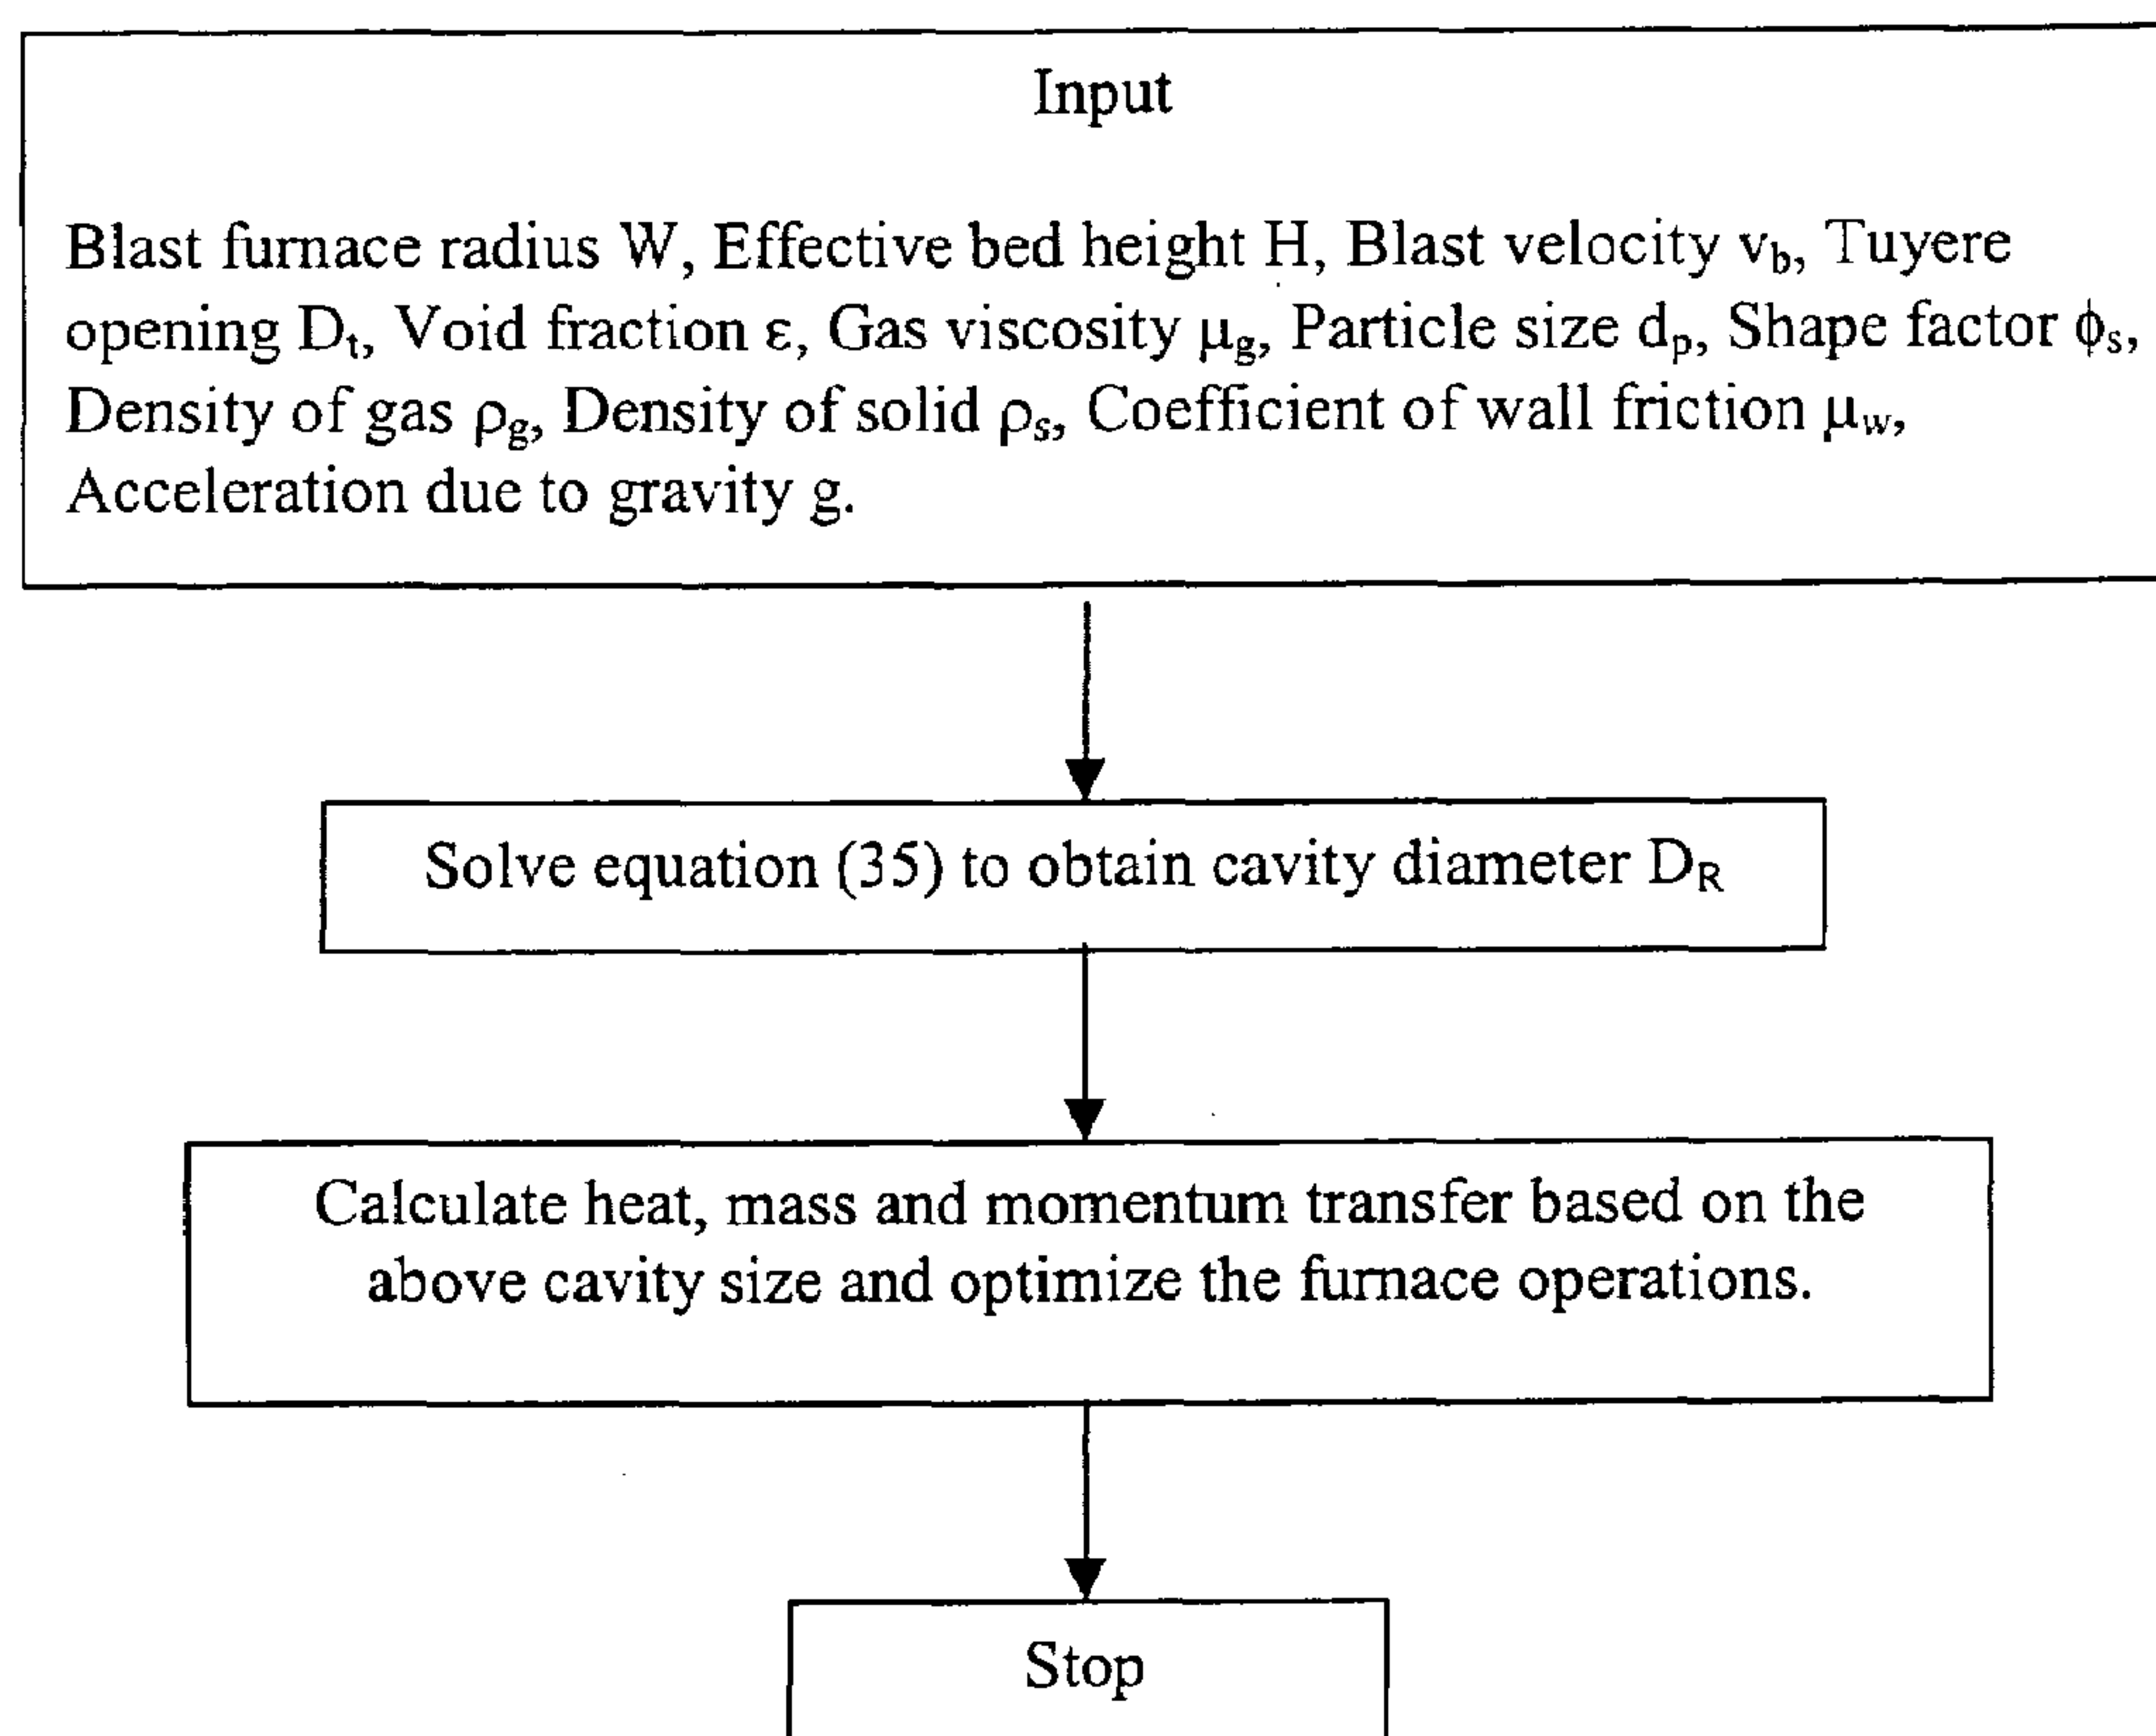 Input
Blast furnace radius W, Effective bed height H, Blast velocity v_b, Tuyere
opening D_t, Void fraction ε, Gas viscosity μ_g, Particle size d_p, Shape factor ϕ_s,
Density of gas ρ_g, Density of solid ρ_s, Coefficient of wall friction μ_w,
Acceleration due to gravity g.
Solve equation (35) to obtain cavity diameter D_R
Calculate heat, mass and momentum transfer based on the
above cavity size and optimize the furnace operations.
Stop